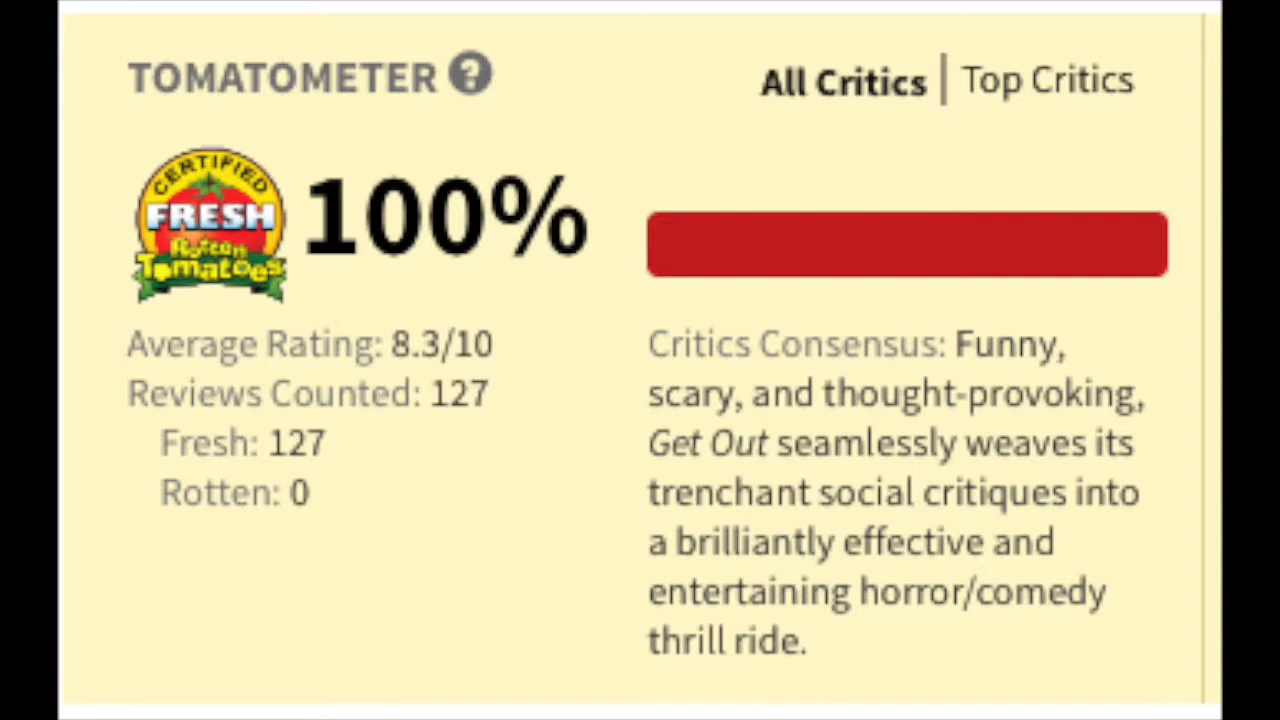 TOMATOMETER ?
All Critics | Top Critics
CERTIFIED
FRESH
Rotten
Tomatoes
100%
Average Rating: 8.3/10
Reviews Counted: 127
Fresh: 127
Rotten: 0
Critics Consensus: Funny,
scary, and thought-provoking,
Get Out seamlessly weaves its
trenchant social critiques into
a brilliantly effective and
entertaining horror/comedy
thrill ride.